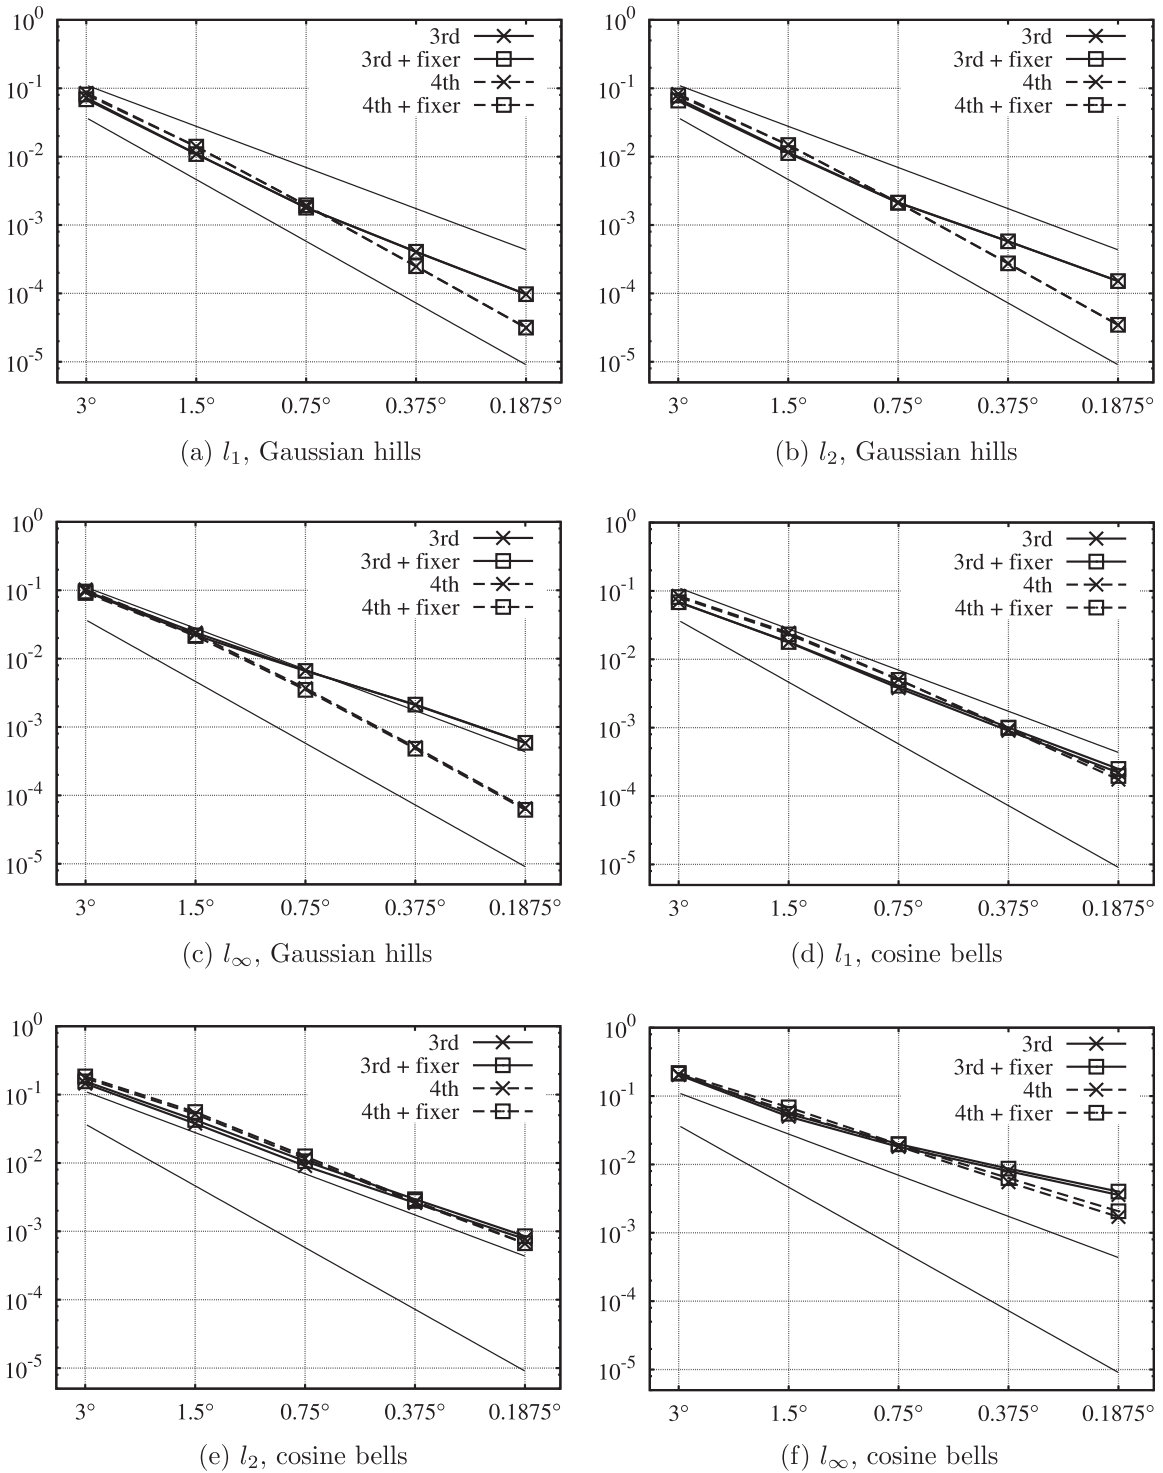 10^0
10^-1
10^-2
10^-3
10^-4
10^-5
3rd
3rd + fixer
4th
4th + fixer
3° 1.5° 0.75° 0.375° 0.1875°
(a) l_1, Gaussian hills
10^0
10^-1
10^-2
10^-3
10^-4
10^-5
3rd
3rd + fixer
4th
4th + fixer
3° 1.5° 0.75° 0.375° 0.1875°
(b) l_2, Gaussian hills
10^0
10^-1
10^-2
10^-3
10^-4
10^-5
3rd
3rd + fixer
4th
4th + fixer
3° 1.5° 0.75° 0.375° 0.1875°
(c) l_∞, Gaussian hills
10^0
10^-1
10^-2
10^-3
10^-4
10^-5
3rd
3rd + fixer
4th
4th + fixer
3° 1.5° 0.75° 0.375° 0.1875°
(d) l_1, cosine bells
10^0
10^-1
10^-2
10^-3
10^-4
10^-5
3rd
3rd + fixer
4th
4th + fixer
3° 1.5° 0.75° 0.375° 0.1875°
(e) l_2, cosine bells
10^0
10^-1
10^-2
10^-3
10^-4
10^-5
3rd
3rd + fixer
4th
4th + fixer
3° 1.5° 0.75° 0.375° 0.1875°
(f) l_∞, cosine bells